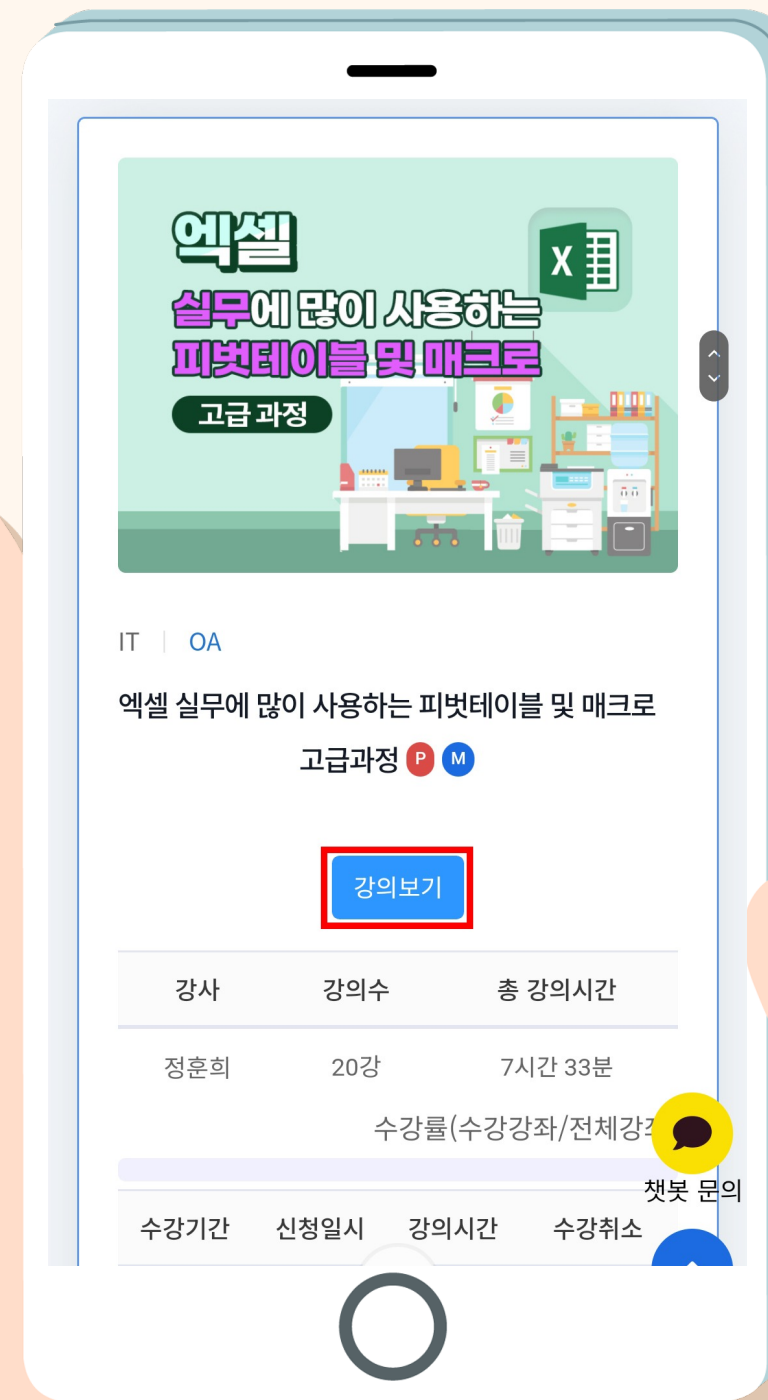 엑셀
X
실무에 많이 사용하는
피벗테이블 및 매크로
고급 과정
IT | OA
엑셀 실무에 많이 사용하는 피벗테이블 및 매크로
고급과정 P M
강의보기
강사 강의수 총 강의시간
정훈희 20강 7시간 33분
수강률(수강강좌/전체강
챗봇 문의
수강기간 신청일시 강의시간 수강취소